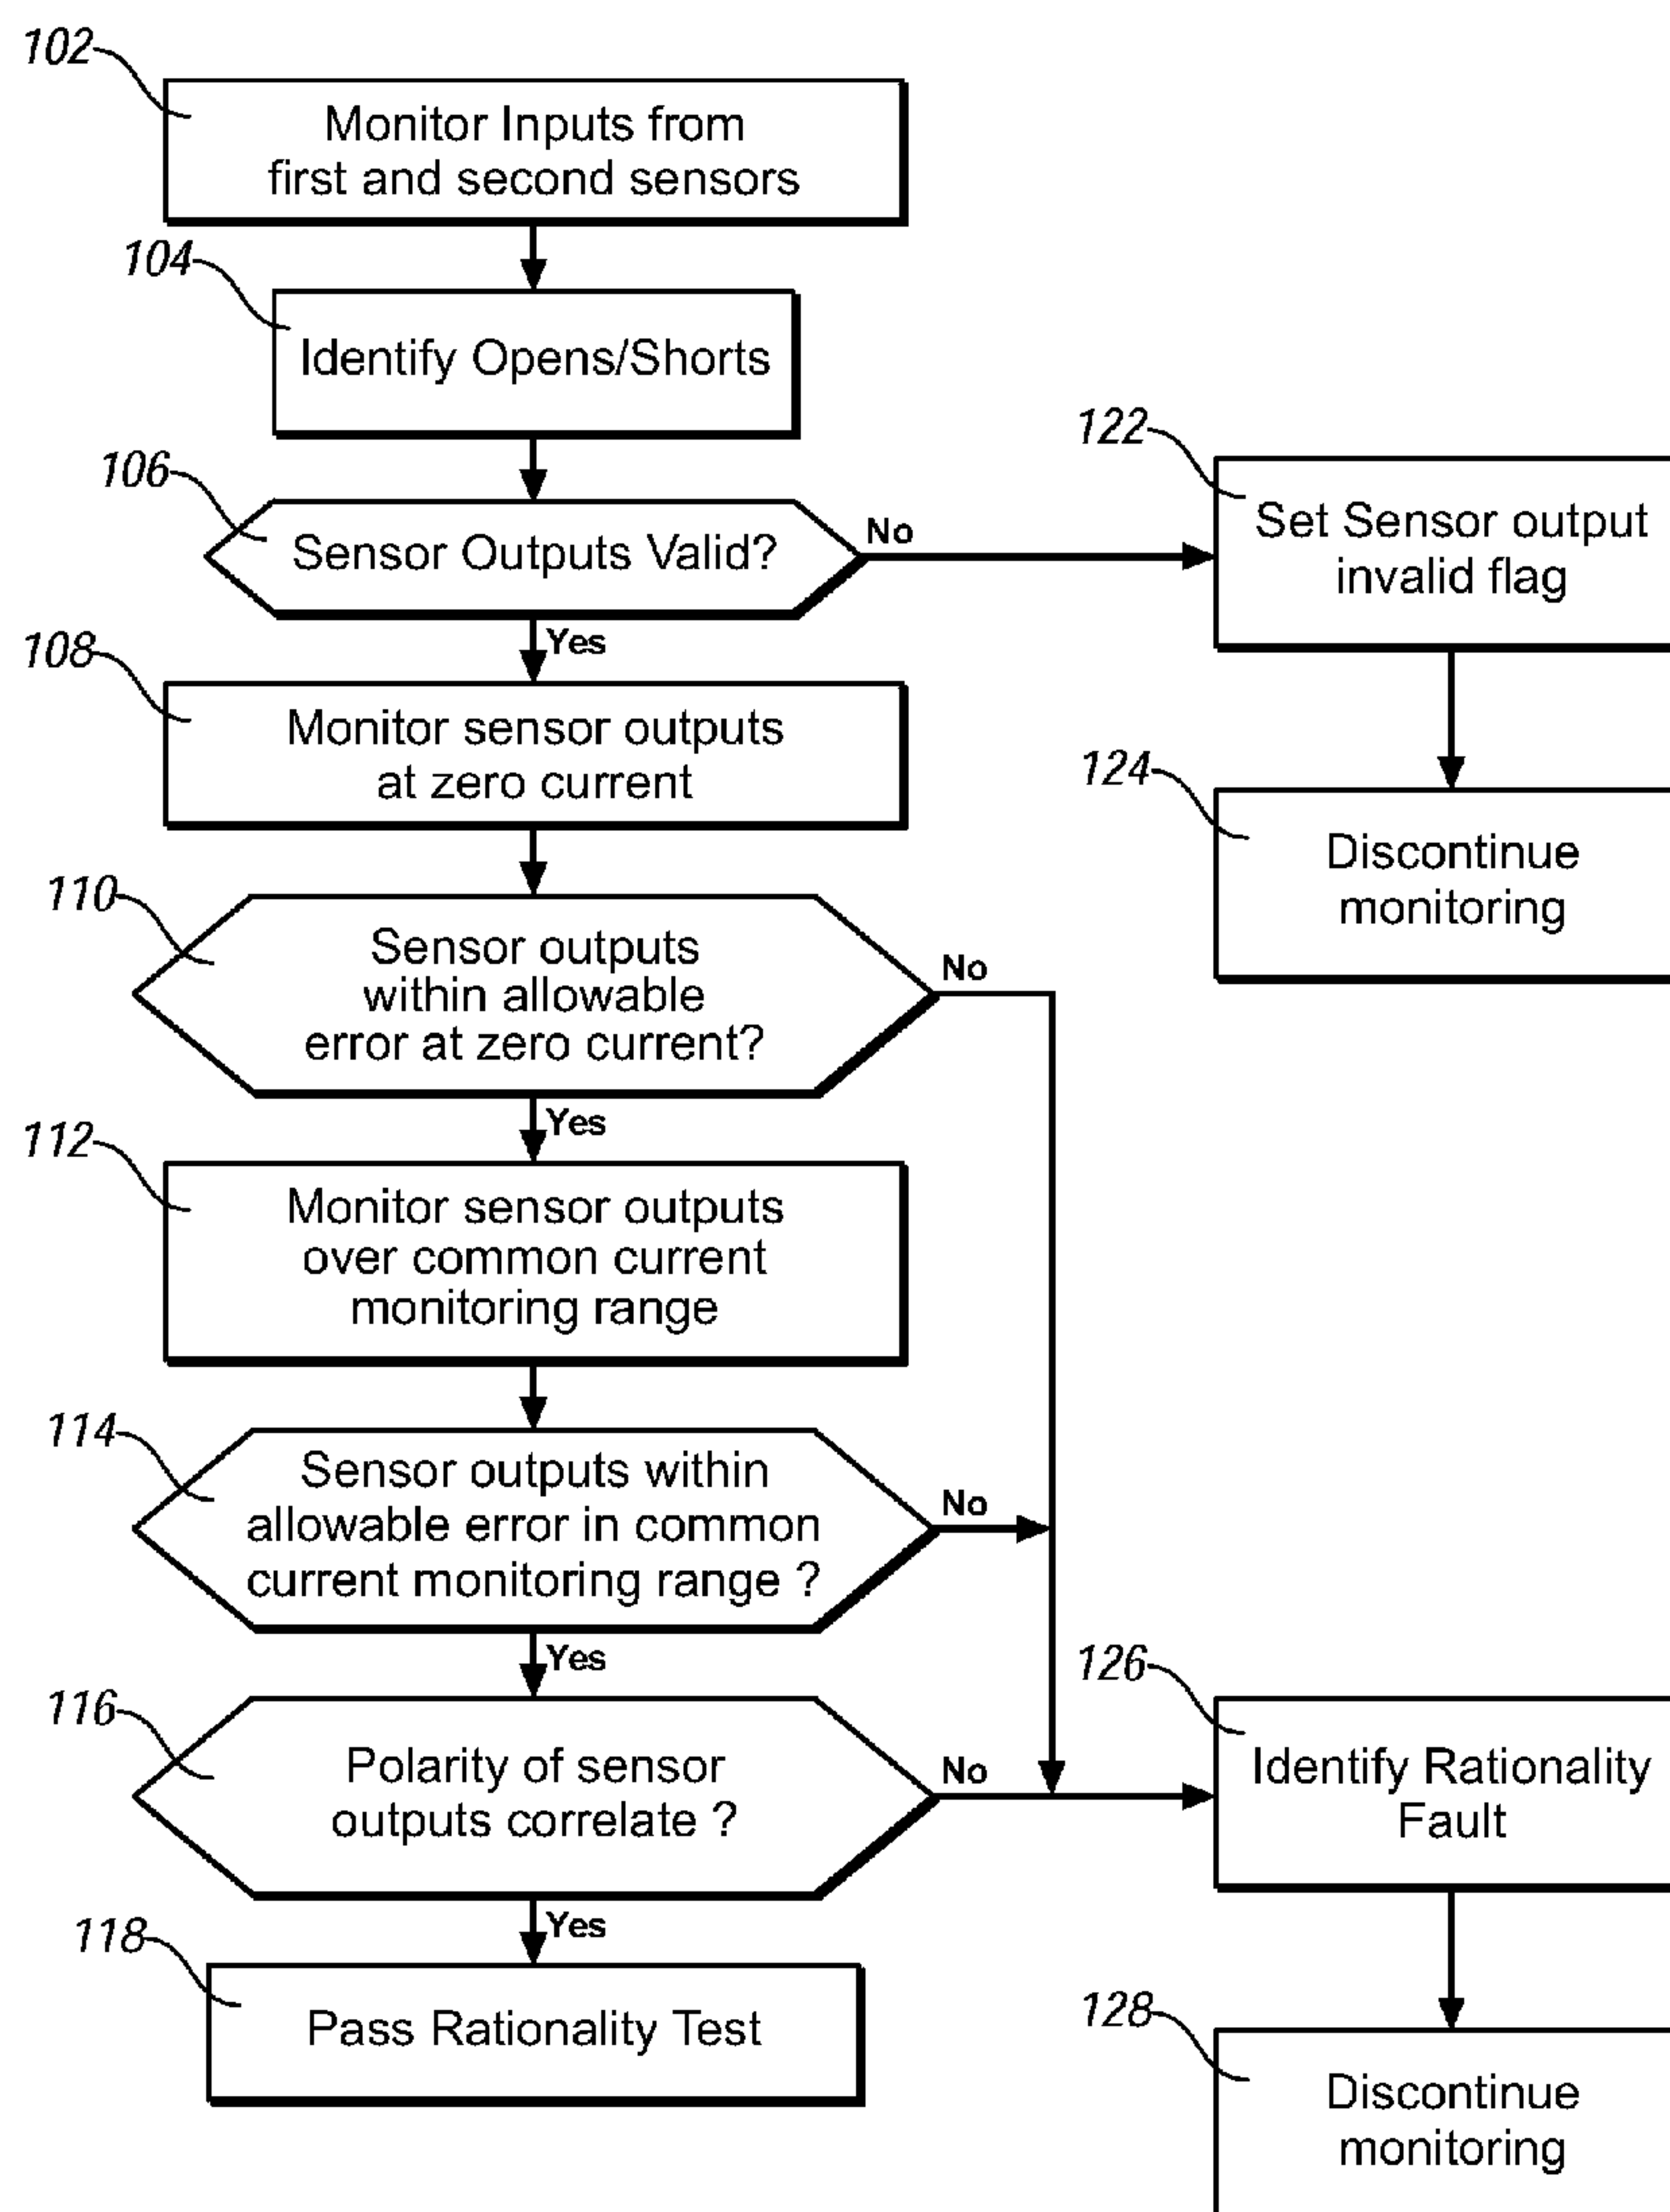 102
Monitor Inputs from
first and second sensors
104
Identify Opens/Shorts
106
Sensor Outputs Valid?
No
122
Set Sensor output
invalid flag
Yes
108
Monitor sensor outputs
at zero current
124
Discontinue
monitoring
110
Sensor outputs
within allowable
error at zero current?
No
Yes
112
Monitor sensor outputs
over common current
monitoring range
114
Sensor outputs within
allowable error in common
current monitoring range ?
No
Yes
116
Polarity of sensor
outputs correlate ?
No
126
Identify Rationality
Fault
Yes
118
Pass Rationality Test
128
Discontinue
monitoring